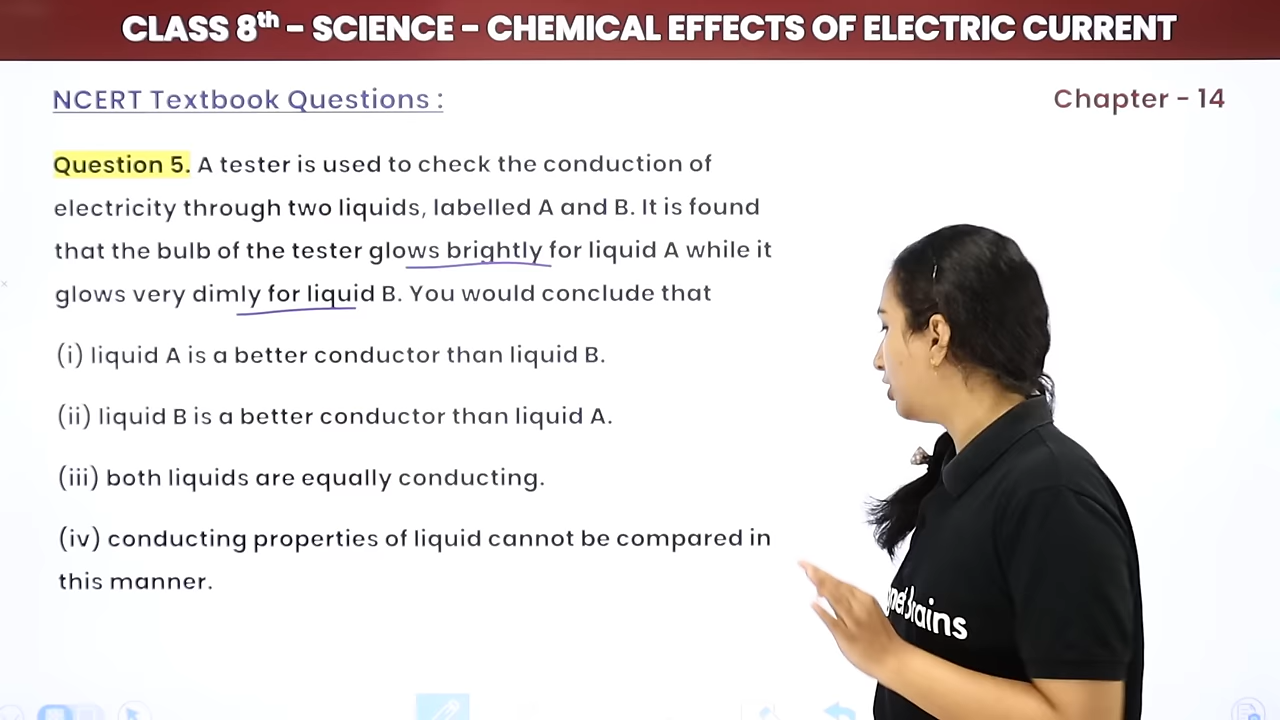 CLASS 8th - SCIENCE - CHEMICAL EFFECTS OF ELECTRIC CURRENT
NCERT Textbook Questions :
Chapter - 14
Question 5. A tester is used to check the conduction of
electricity through two liquids, labelled A and B. It is found
that the bulb of the tester glows brightly for liquid A while it
glows very dimly for liquid B. You would conclude that
(i) liquid A is a better conductor than liquid B.
(ii) liquid B is a better conductor than liquid A.
(iii) both liquids are equally conducting.
(iv) conducting properties of liquid cannot be compared in
this manner.
Brains